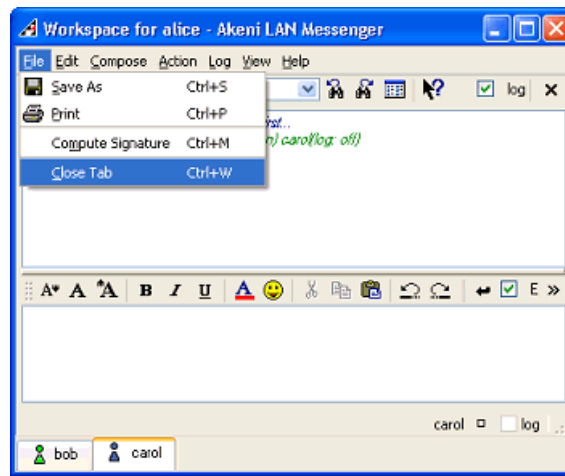 Workspace for alice - Akeni LAN Messenger
File Edit Compose Action Log View Help
Save As Ctrl+S
log
Print Ctrl+P
Compute Signature Ctrl+M
carol(log: off)
Close Tab Ctrl+W
A A A B I U A E »
carol log
bob carol